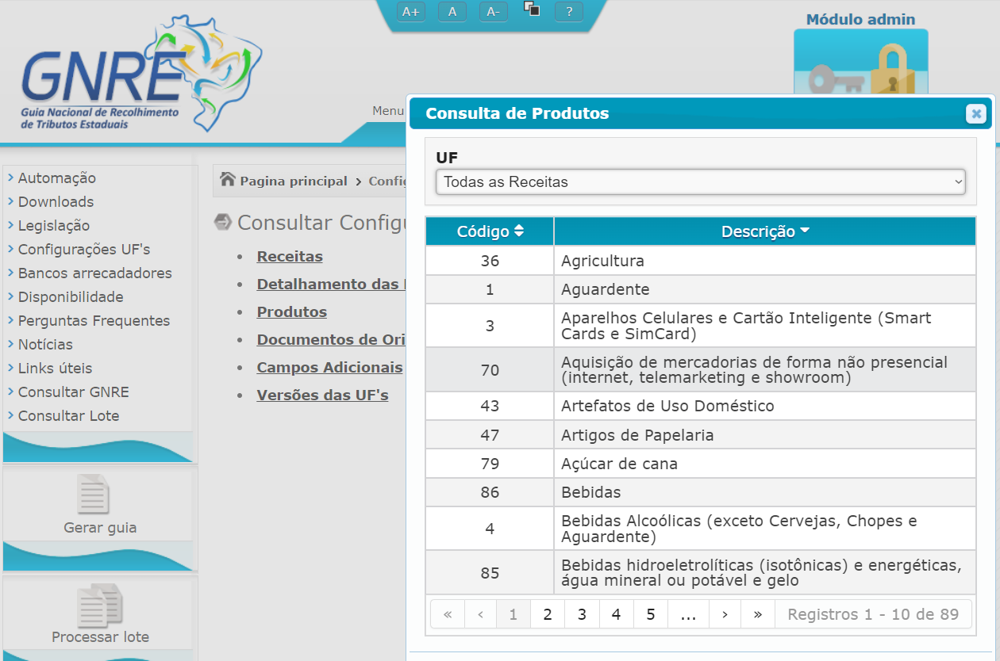 A+
A
A-
?
Módulo admin
GNRE
Guia Nacional de Recolhimento
de Tributos Estaduais
Menu
Automação
Downloads
Legislação
Configurações UF's
Bancos arrecadadores
Disponibilidade
Perguntas Frequentes
Notícias
Links úteis
Consultar GNRE
Consultar Lote
Gerar guia
Processar lote
Pagina principal > Config
Consultar Configu
Receitas
Detalhamento das
Produtos
Documentos de Ori
Campos Adicionais
Versões das UF's
Consulta de Produtos
UF
Todas as Receitas
Código Descrição
36 Agricultura
1 Aguardente
3 Aparelhos Celulares e Cartão Inteligente (Smart
Cards e SimCard)
70 Aquisição de mercadorias de forma não presencial
(internet, telemarketing e showroom)
43 Artefatos de Uso Doméstico
47 Artigos de Papelaria
79 Açúcar de cana
86 Bebidas
4 Bebidas Alcoólicas (exceto Cervejas, Chopes e
Aguardente)
85 Bebidas hidroeletrolíticas (isotônicas) e energéticas,
água mineral ou potável e gelo
« ‹ 1 2 3 4 5 ... › » Registros 1 - 10 de 89